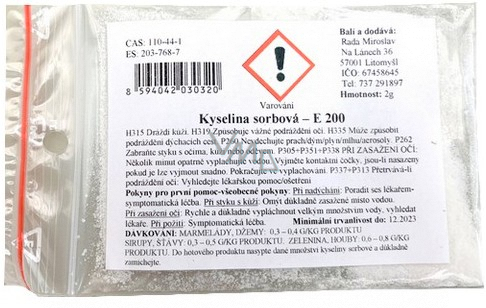 CAS: 110-44-1
ES: 203-768-7
8 594042 030320
Bali a dodává:
Rada Miroslav
Na Lánech 36
57001 Litomyšl
IČO: 67458645
Tel: 737 291897
Hmotnost: 2g
Varování
Kyselina sorbová – E 200
H315 Dráždí kůži. H319 Způsobuje vážné podráždění očí. H335 Může způsobit
podráždění dýchacích cest. nevdechujte prach/dým/plyn/mlhu/aerosoly. P262
Zabraňte styku s očima, kůží P305+P351+P338 PŘI ZASAŽENÍ OČÍ:
Několik minut opatrně vyplachujte vodou. Vyjměte kontaktní čočky, jsou-li nasazeny
pokud je lze vyjmout snadno. Pokračujte ve vyplachování. P337+P313 Přetrvává-li
podráždění očí: Vyhledejte lékařskou pomoc/ošetření
Pokyny pro první pomoc-všeobecné pokyny: Při nadýchání: Poradit ses lékařem-
symptomatická léčba. Při styku s kůží: Omýt důkladně zasažené místo vodou.
Při zasažení očí: Rychle a důkladně vypláchnout velkým množstvím vody, vyhledat
lékaře. Při požití: Symptomatická léčba. Minimální trvanlivost do: 12.2023
DÁVKOVÁNÍ: MARMELÁDY, DŽEMY: 0,3 – 0,4 G/KG PRODUKTU
SIRUPY, ŠŤÁVY: 0,3 – 0,5 G/KG PRODUKTU. ZELENINA, HOUBY: 0,6 – 0,8 G/KG
PRODUKTU. Do hotového produktu nasypte dané množství kyseliny sorbové a důkladně
zamíchejte.